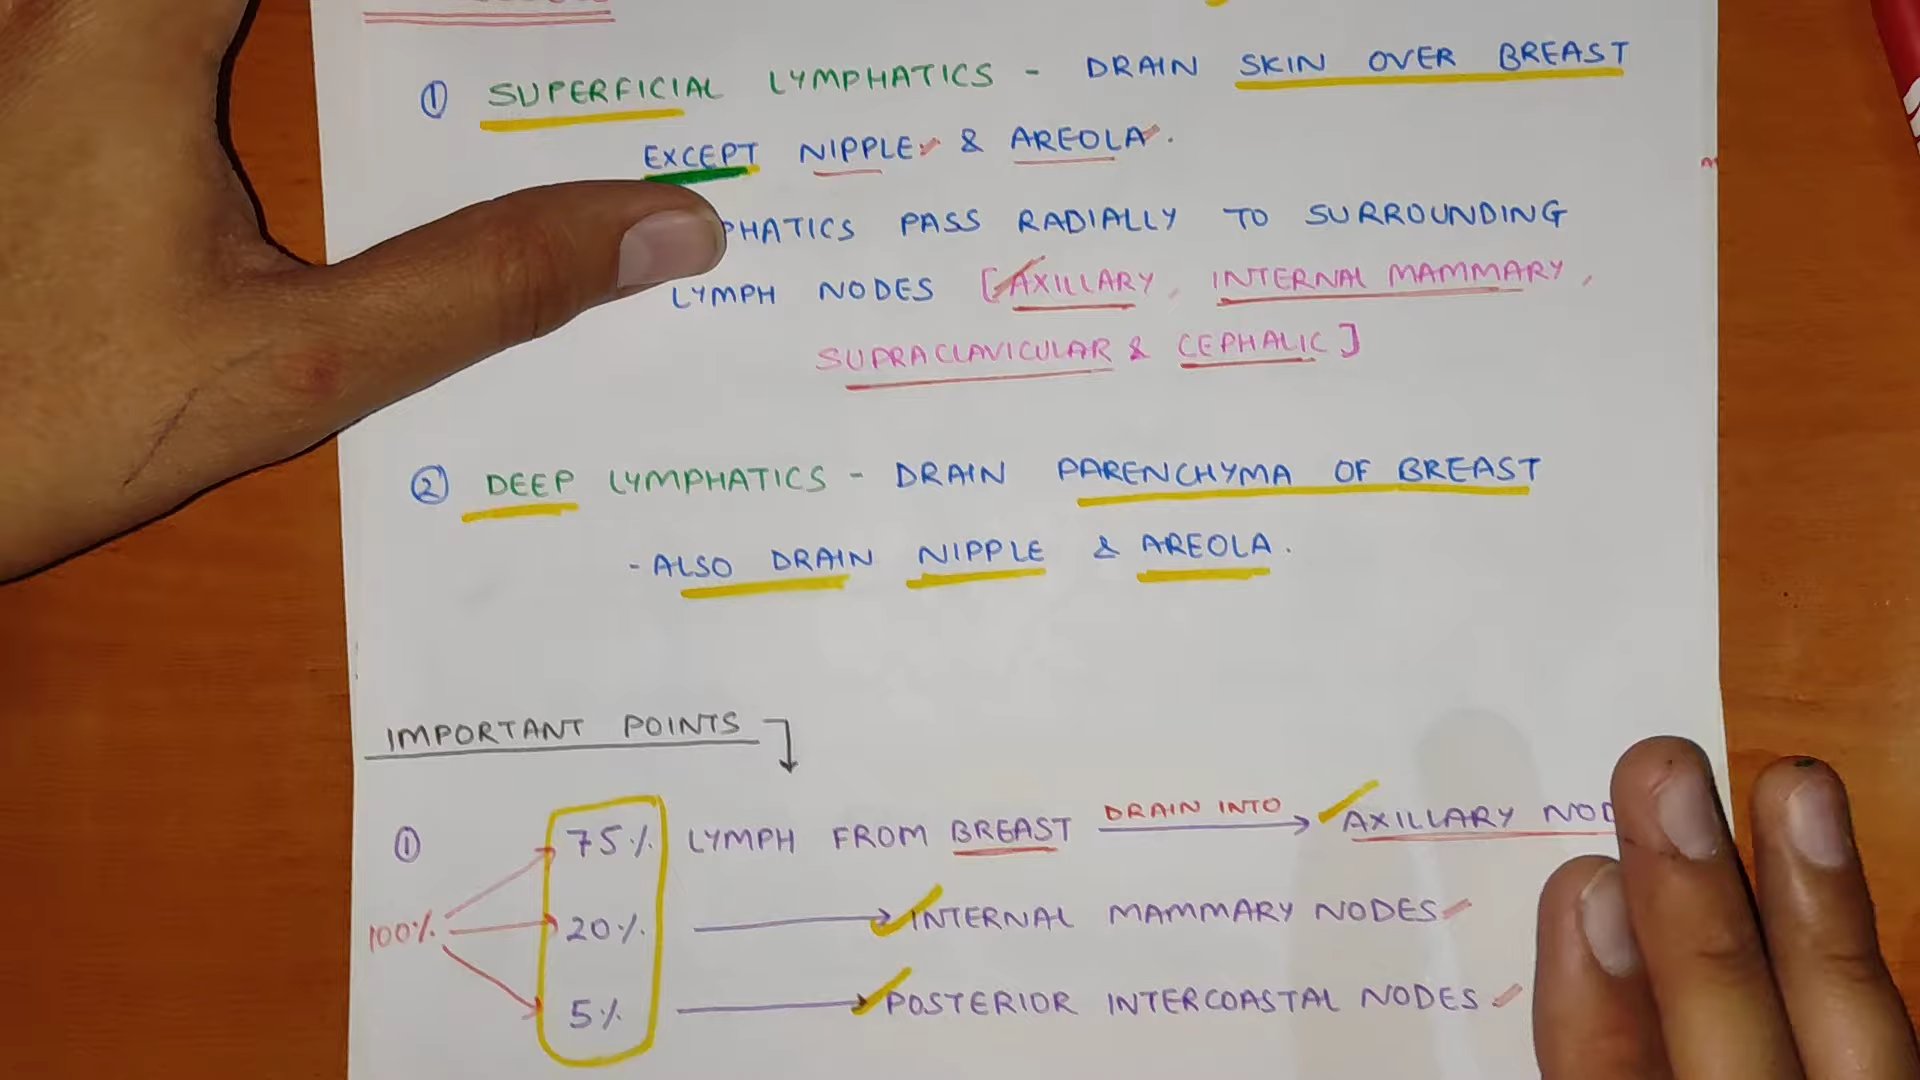 ① SUPERFICIAL LYMPHATICS - DRAIN SKIN OVER BREAST
EXCEPT NIPPLE & AREOLA.
PHATICS PASS RADIALLY TO SURROUNDING
LYMPH NODES [AXILLARY, INTERNAL MAMMARY,
SUPRACLAVICULAR & CEPHALIC]
② DEEP LYMPHATICS - DRAIN PARENCHYMA OF BREAST
- ALSO DRAIN NIPPLE & AREOLA.
IMPORTANT POINTS
① 75% LYMPH FROM BREAST DRAIN INTO → AXILLARY NOD
100% 20% → INTERNAL MAMMARY NODES
5% → POSTERIOR INTERCOASTAL NODES